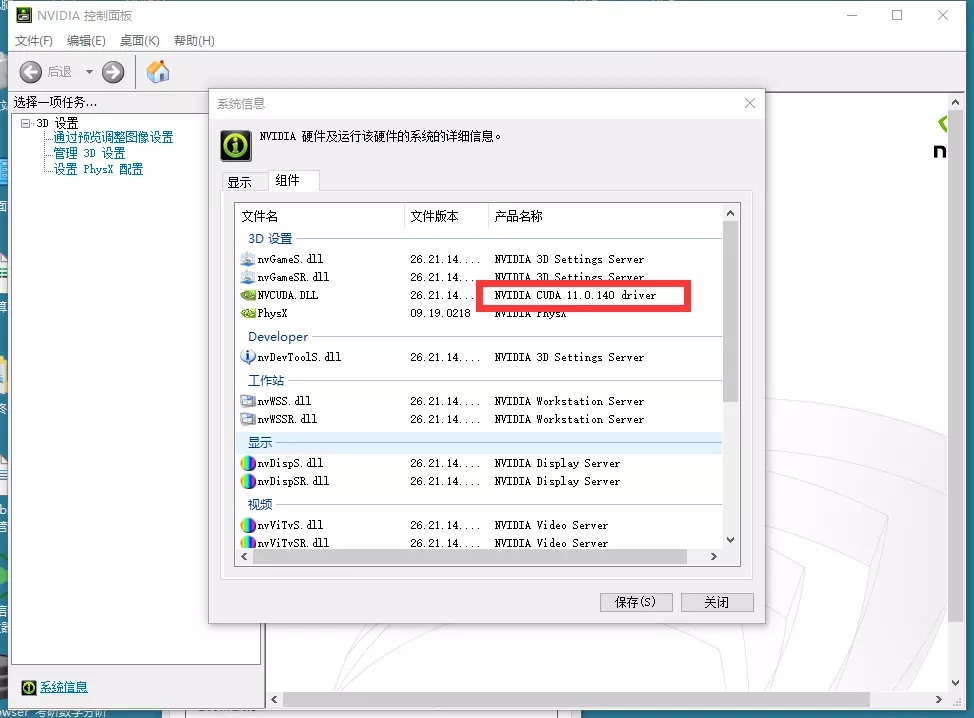 NVIDIA 控制面板
文件(F) 编辑(E) 桌面(K) 帮助(H)
后退
选择一项任务...
3D 设置
通过预览调整图像设置
管理 3D 设置
设置 PhysX 配置
系统信息
NVIDIA 硬件及运行该硬件的系统的详细信息。
显示 组件
文件名 文件版本 产品名称
3D 设置
nvGameS.dll 26.21.14.... NVIDIA 3D Settings Server
nvGameSR.dll 26.21.14.... NVIDIA 3D Settings Server
NVCUDA.DLL 26.21.14.... NVIDIA CUDA 11.0.140 driver
PhysX 09.19.0218 NVIDIA PhysX
Developer
nvDevToolS.dll 26.21.14.... NVIDIA 3D Settings Server
工作站
nvWSS.dll 26.21.14.... NVIDIA Workstation Server
nvWSSR.dll 26.21.14.... NVIDIA Workstation Server
显示
nvDispS.dll 26.21.14.... NVIDIA Display Server
nvDispSR.dll 26.21.14.... NVIDIA Display Server
视频
nvViTvS.dll 26.21.14.... NVIDIA Video Server
nvViTvSR.dll 26.21.14.... NVIDIA Video Server
保存(S) 关闭
系统信息